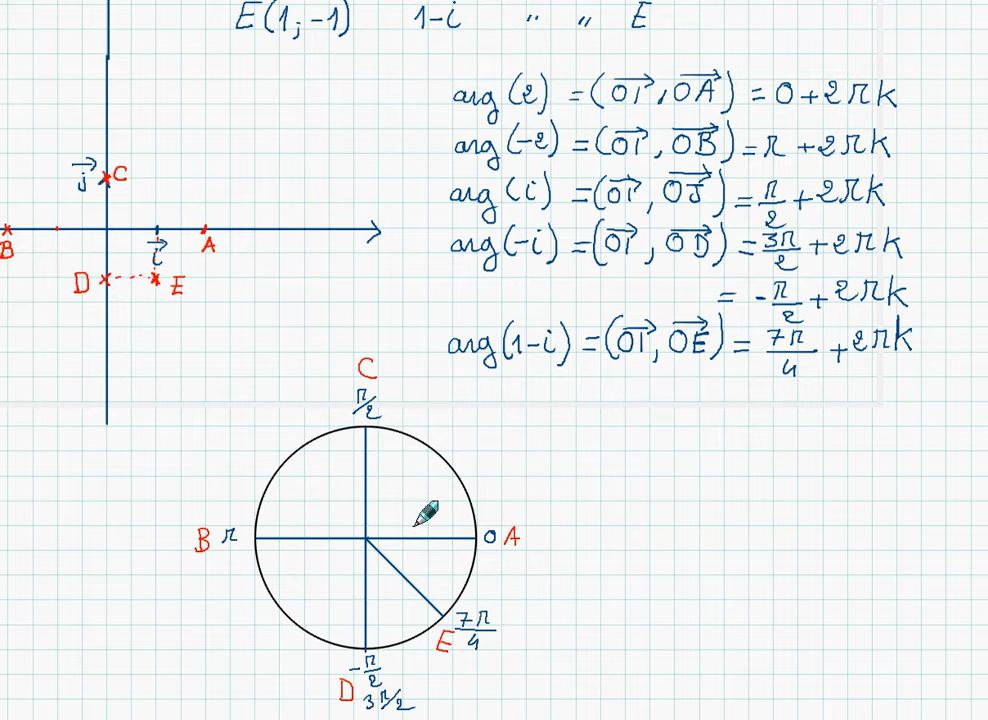 E(1;-1) 1-i " " E
arg(2) = (OI, OA) = 0 + 2πk
arg(-2) = (OI, OB) = π + 2πk
arg(i) = (OI, OJ) = π/2 + 2πk
arg(-i) = (OI, OD) = 3π/2 + 2πk
= -π/2 + 2πk
arg(1-i) = (OI, OE) = 7π/4 + 2πk
j C
B i A
D E
C
π/2
B π 0 A
E 7π/4
-π/2
D 3π/2